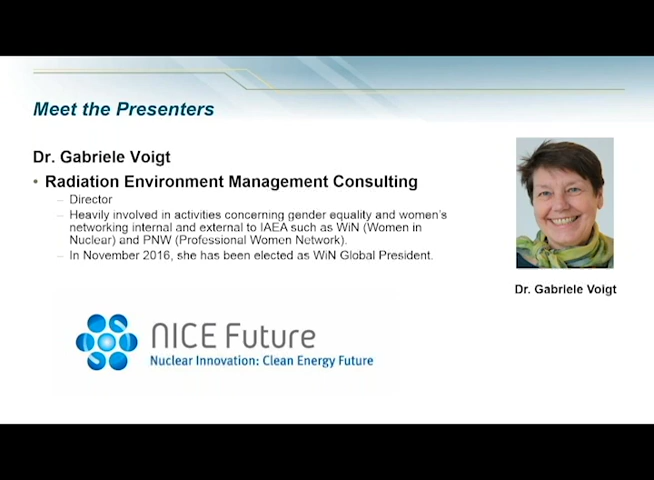 Meet the Presenters
Dr. Gabriele Voigt
• Radiation Environment Management Consulting
– Director
– Heavily involved in activities concerning gender equality and women's
networking internal and external to IAEA such as WiN (Women in
Nuclear) and PNW (Professional Women Network).
– In November 2016, she has been elected as WiN Global President.
Dr. Gabriele Voigt
NICE Future
Nuclear Innovation: Clean Energy Future